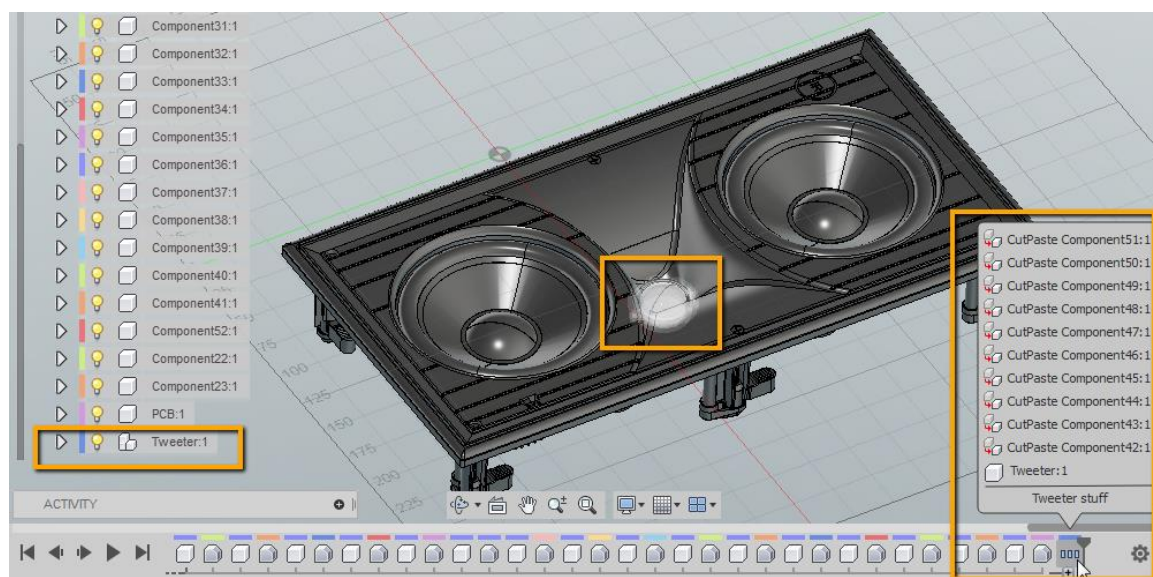 Component31:1
Component32:1
Component33:1
Component34:1
Component35:1
Component36:1
Component37:1
Component38:1
Component39:1
Component40:1
Component41:1
Component52:1
Component22:1
Component23:1
PCB:1
Tweeter:1
ACTIVITY
75
100
125
150
175
200
225
CutPaste Component51:1
CutPaste Component50:1
CutPaste Component49:1
CutPaste Component48:1
CutPaste Component47:1
CutPaste Component46:1
CutPaste Component45:1
CutPaste Component44:1
CutPaste Component43:1
CutPaste Component42:1
Tweeter:1
Tweeter stuff